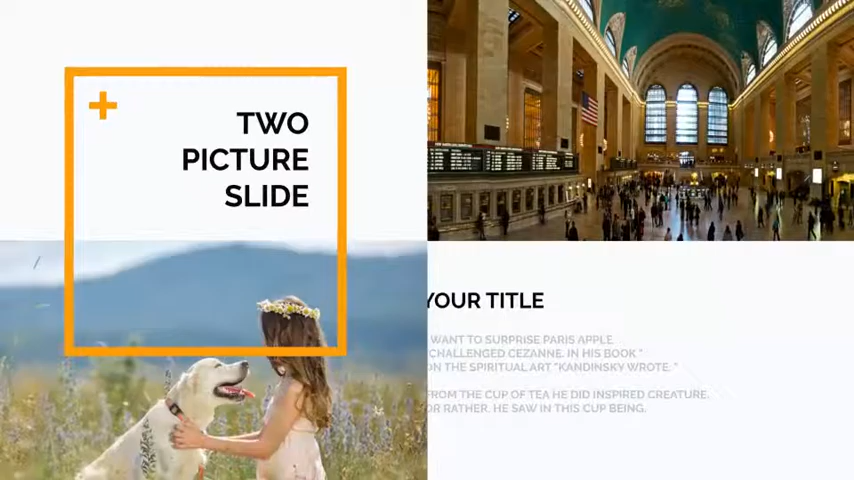 TWO
PICTURE
SLIDE
YOUR TITLE
WANT TO SURPRISE PARIS APPLE
"CHALLENGED CEZANNE. IN HIS BOOK "
ON THE SPIRITUAL ART "KANDINSKY WROTE. "
FROM THE CUP OF TEA HE DID INSPIRED CREATURE.
OR RATHER, HE SAW IN THIS CUP BEING.